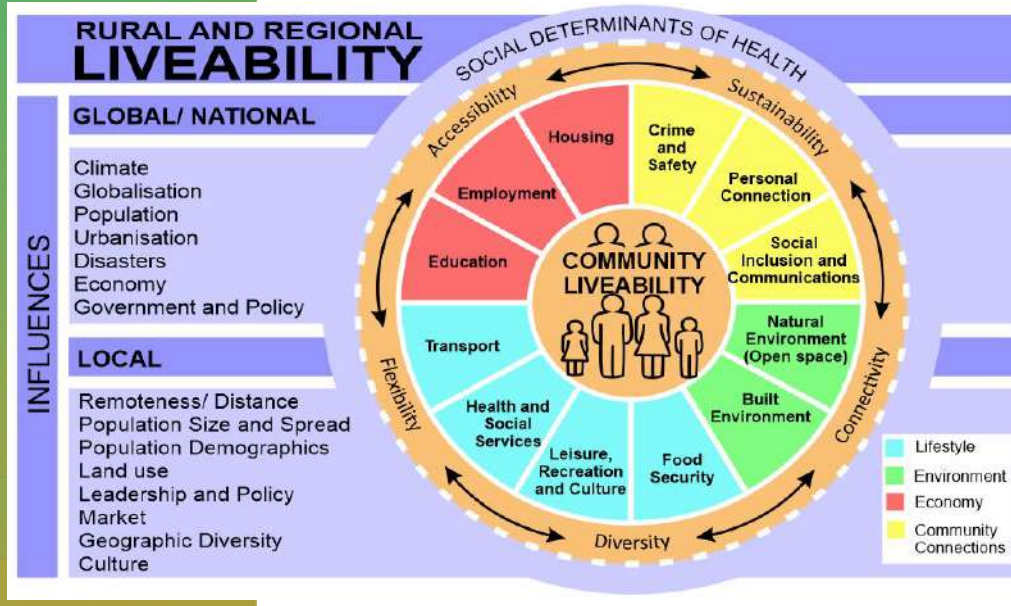 RURAL AND REGIONAL
LIVEABILITY
INFLUENCES
GLOBAL/ NATIONAL
Climate
Globalisation
Population
Urbanisation
Disasters
Economy
Government and Policy
LOCAL
Remoteness/ Distance
Population Size and Spread
Population Demographics
Land use
Leadership and Policy
Market
Geographic Diversity
Culture
SOCIAL DETERMINANTS OF HEALTH
Accessibility
Sustainability
Connectivity
Diversity
Flexibility
Housing
Crime
and
Safety
Personal
Connection
Social
Inclusion and
Communications
Natural
Environment
(Open space)
Built
Environment
Food
Security
Leisure,
Recreation
and Culture
Health and
Social
Services
Transport
Education
Employment
COMMUNITY
LIVEABILITY
Lifestyle
Environment
Economy
Community
Connections